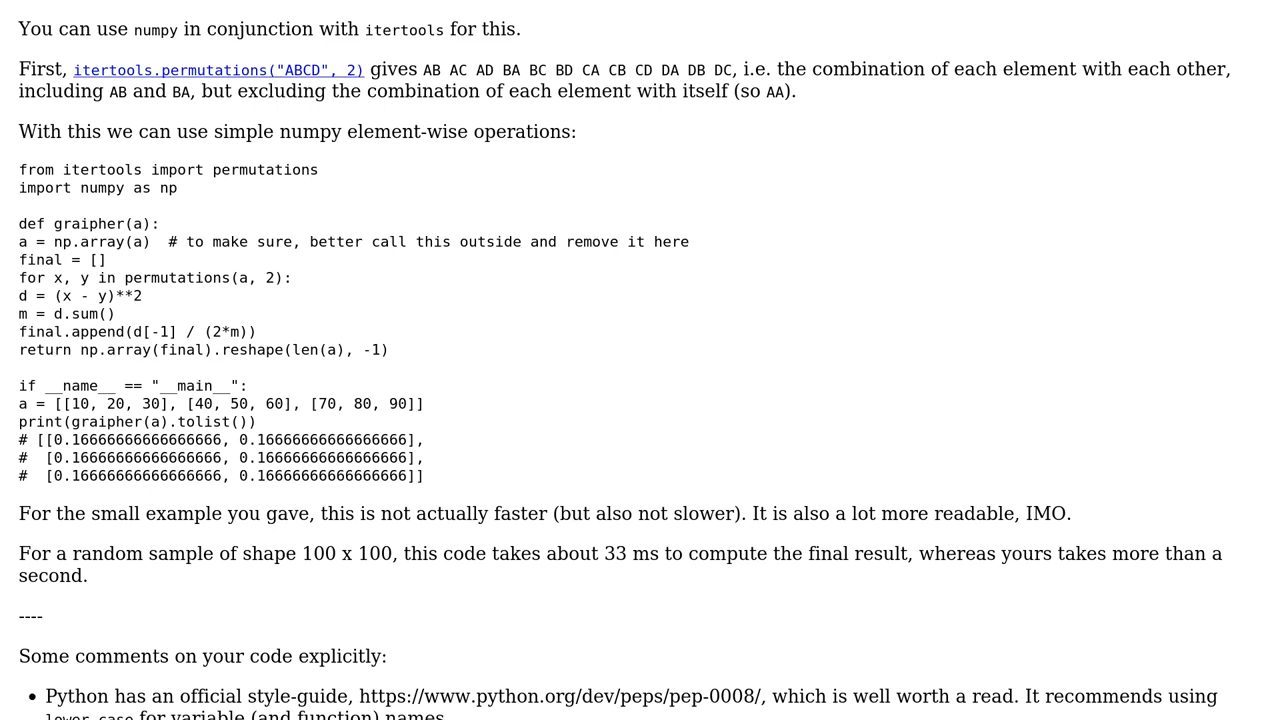 You can use numpy in conjunction with itertools for this.
First, itertools.permutations("ABCD", 2) gives AB AC AD BA BC BD CA CB CD DA DB DC, i.e. the combination of each element with each other,
including AB and BA, but excluding the combination of each element with itself (so AA).
With this we can use simple numpy element-wise operations:
from itertools import permutations
import numpy as np
def graipher(a):
a = np.array(a)  # to make sure, better call this outside and remove it here
final = []
for x, y in permutations(a, 2):
d = (x - y)**2
m = d.sum()
final.append(d[-1] / (2*m))
return np.array(final).reshape(len(a), -1)
if __name__ == "__main__":
a = [[10, 20, 30], [40, 50, 60], [70, 80, 90]]
print(graipher(a).tolist())
# [[0.16666666666666666, 0.16666666666666666],
#  [0.16666666666666666, 0.16666666666666666],
#  [0.16666666666666666, 0.16666666666666666]]
For the small example you gave, this is not actually faster (but also not slower). It is also a lot more readable, IMO.
For a random sample of shape 100 x 100, this code takes about 33 ms to compute the final result, whereas yours takes more than a
second.
----
Some comments on your code explicitly:
• Python has an official style-guide, https://www.python.org/dev/peps/pep-0008/, which is well worth a read. It recommends using
lower_case for variable (and function) names.